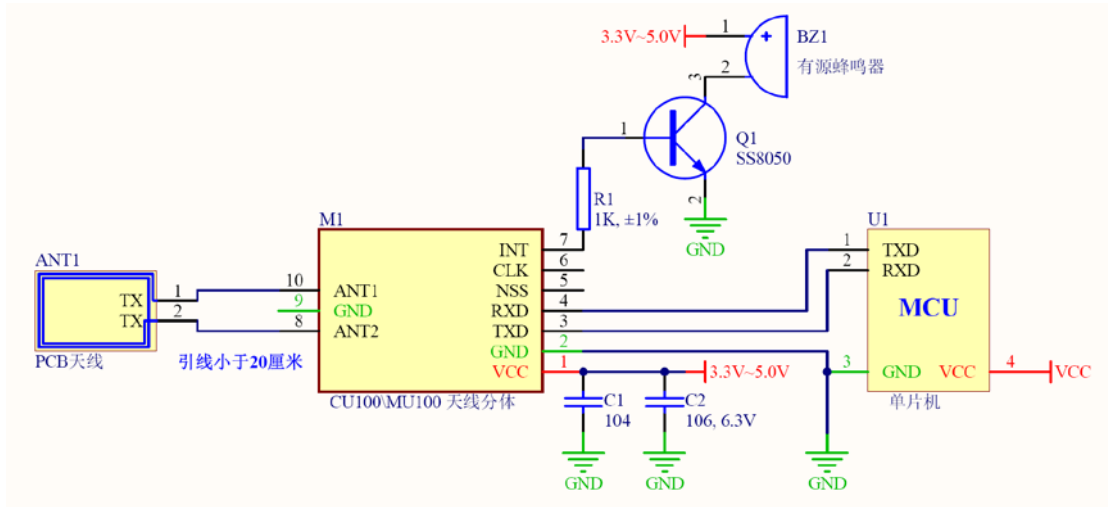 3.3V~5.0V
1
+
BZ1
2
有源蜂鸣器
3
1
Q1
SS8050
2
GND
R1
1K, ±1%
M1
7
INT
6
CLK
5
NSS
4
RXD
3
TXD
2
GND
1
VCC
10
ANT1
9
GND
8
ANT2
CU100\MU100 天线分体
ANT1
TX
1
TX
2
PCB天线
引线小于20厘米
3.3V~5.0V
C1
104
C2
106, 6.3V
GND
GND
GND
U1
1
TXD
2
RXD
MCU
3
GND
VCC
4
VCC
单片机